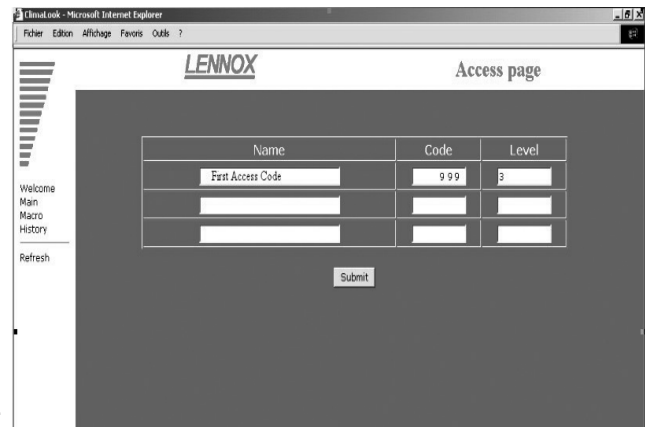 ClimaLook - Microsoft Internet Explorer
Fichier Edition Affichage Favoris Outils ?
LENNOX
Access page
Name Code Level
First Access Code 999 3
Welcome
Main
Macro
History
Refresh
Submit